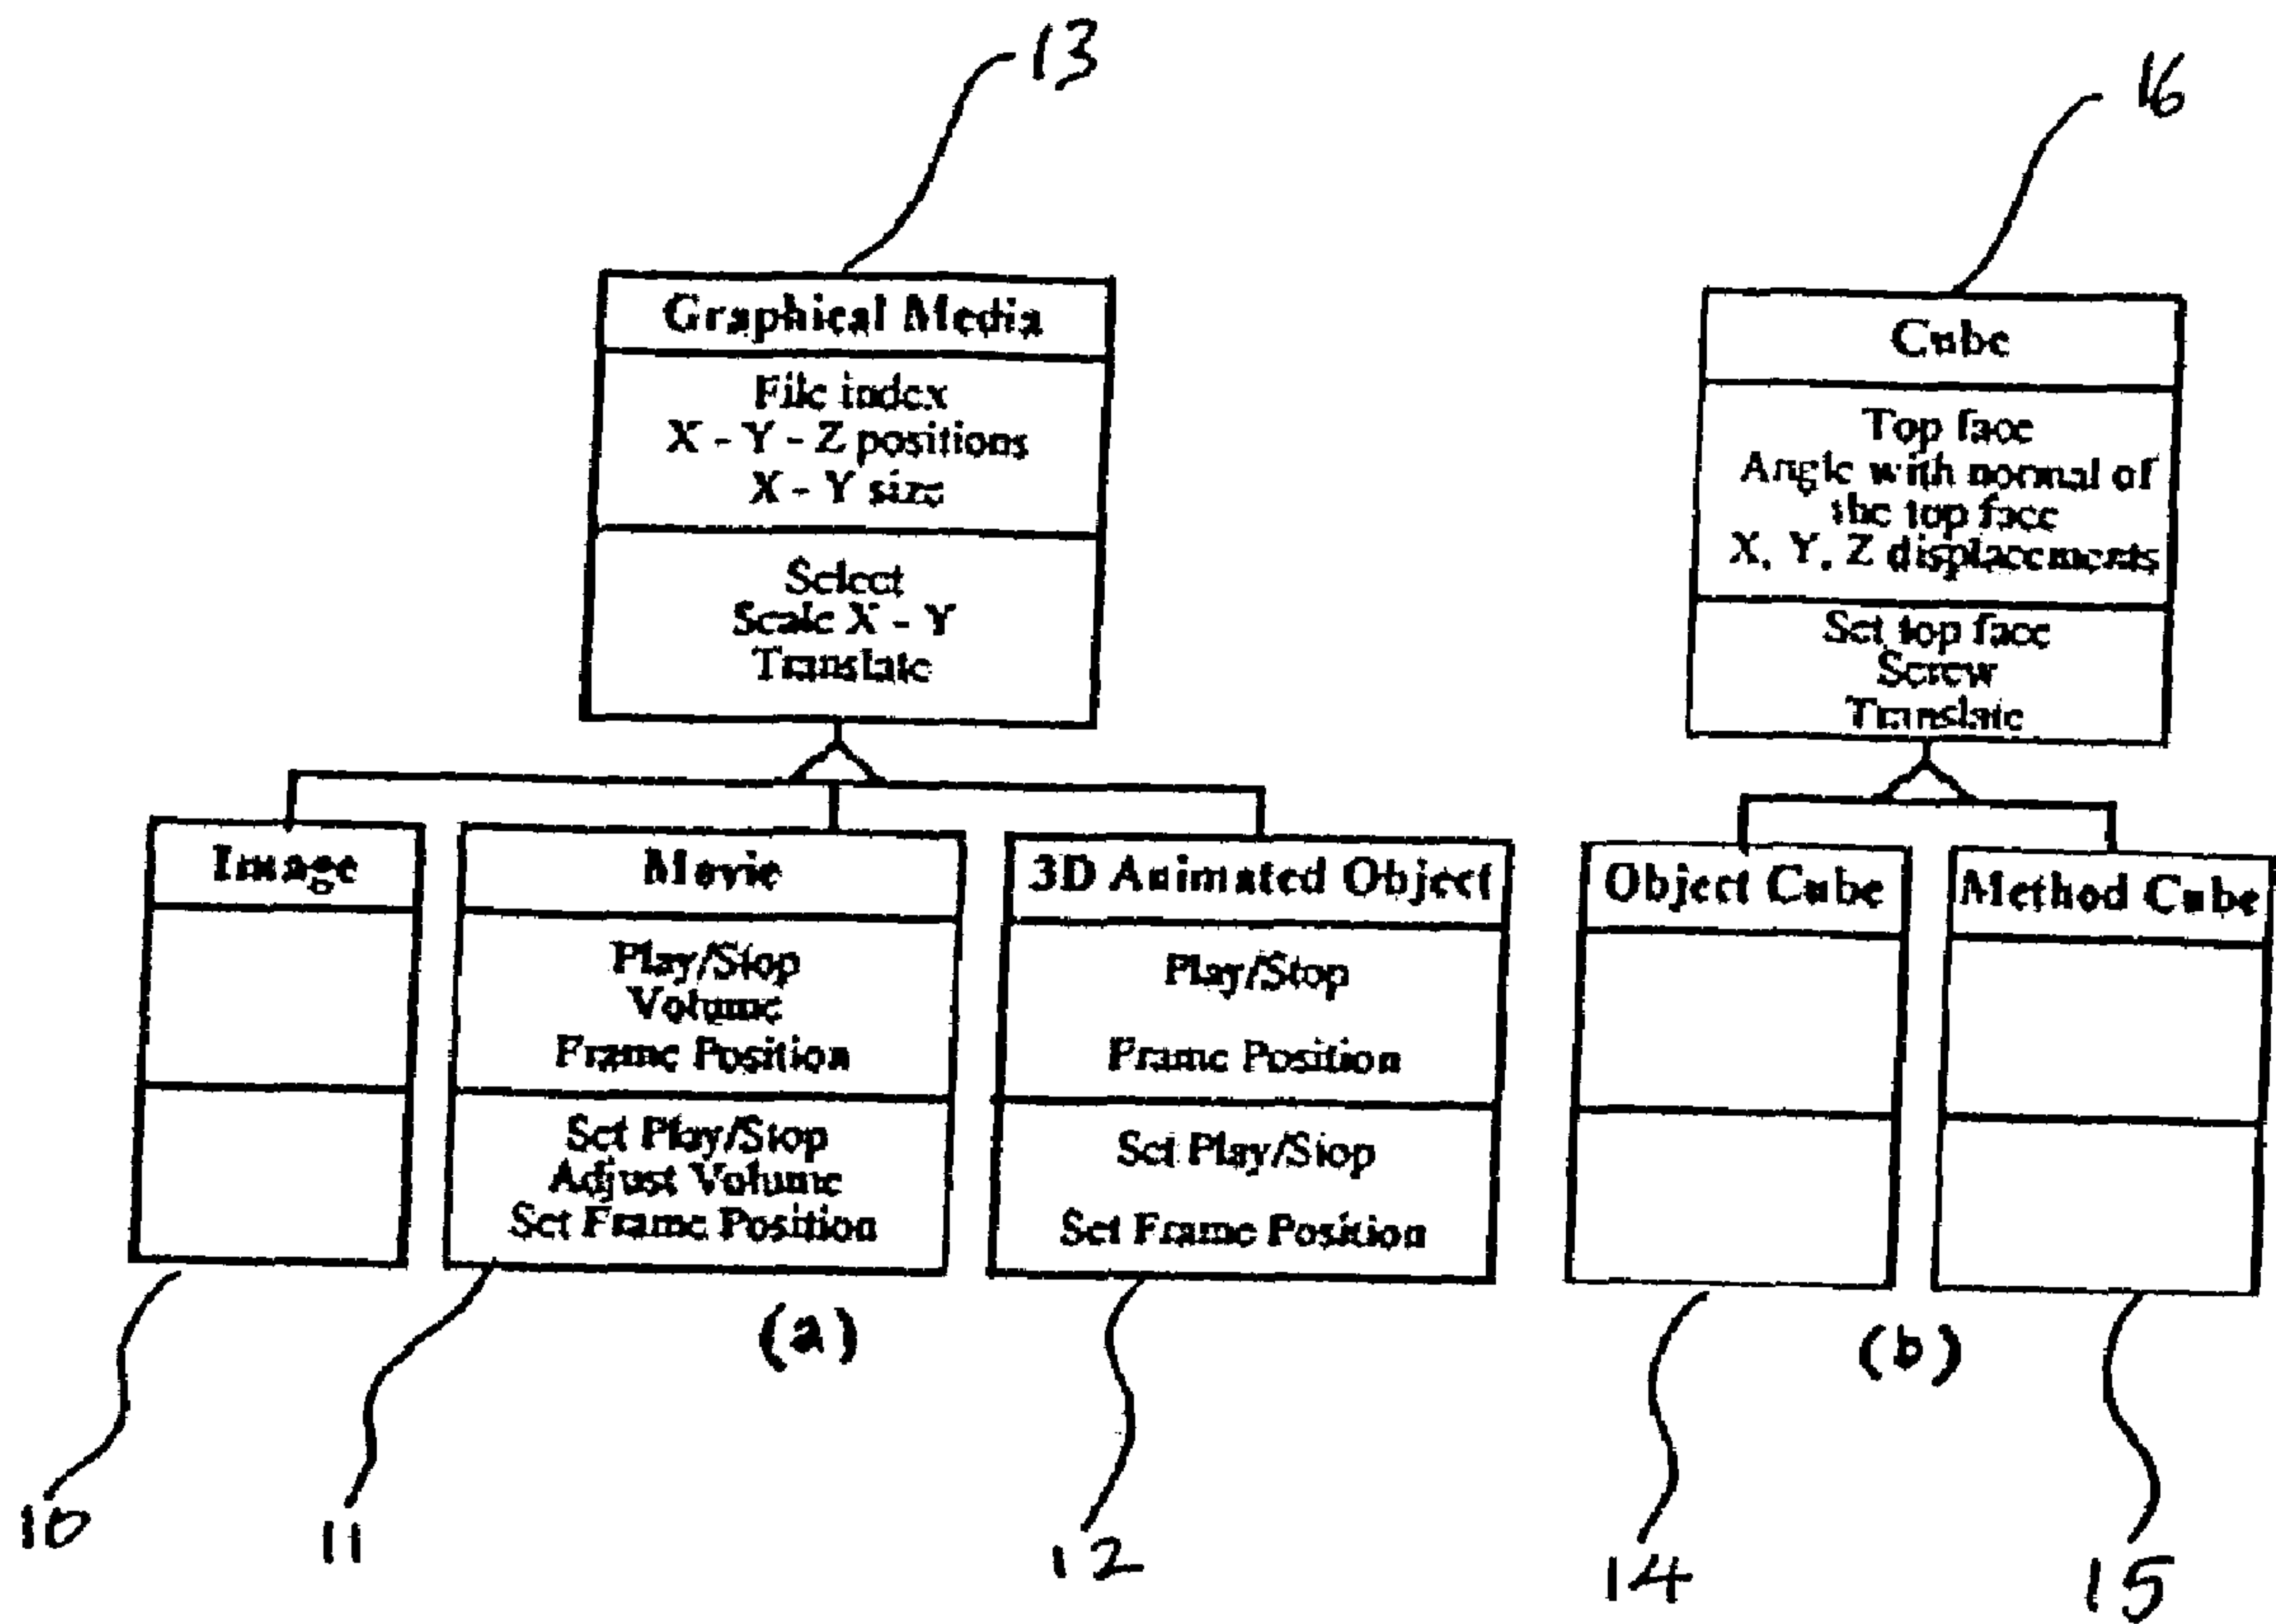 13
16
Graphical Media
File index
X - Y - Z positions
X - Y size
Select
Scale X - Y
Translate
Cube
Top face
Angle with normal of
the top face
X, Y, Z displacements
Set top face
Screw
Translate
Image
Movie
Play/Stop
Volume
Frame Position
Set Play/Stop
Adjust Volume
Set Frame Position
3D Animated Object
Play/Stop
Frame Position
Set Play/Stop
Set Frame Position
Object Cube
Method Cube
(a)
(b)
10
11
12
14
15